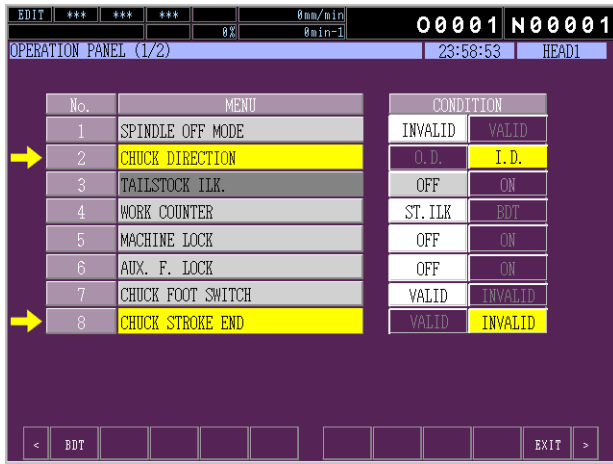 EDIT *** *** *** 0mm/min O0001 N00001
0% 0min-1
OPERATION PANEL (1/2) 23:58:53 HEAD1
No. MENU CONDITION
1 SPINDLE OFF MODE INVALID VALID
2 CHUCK DIRECTION O.D. I.D.
3 TAILSTOCK ILK. OFF ON
4 WORK COUNTER ST.ILK BDT
5 MACHINE LOCK OFF ON
6 AUX. F. LOCK OFF ON
7 CHUCK FOOT SWITCH VALID INVALID
8 CHUCK STROKE END VALID INVALID
< BDT EXIT >